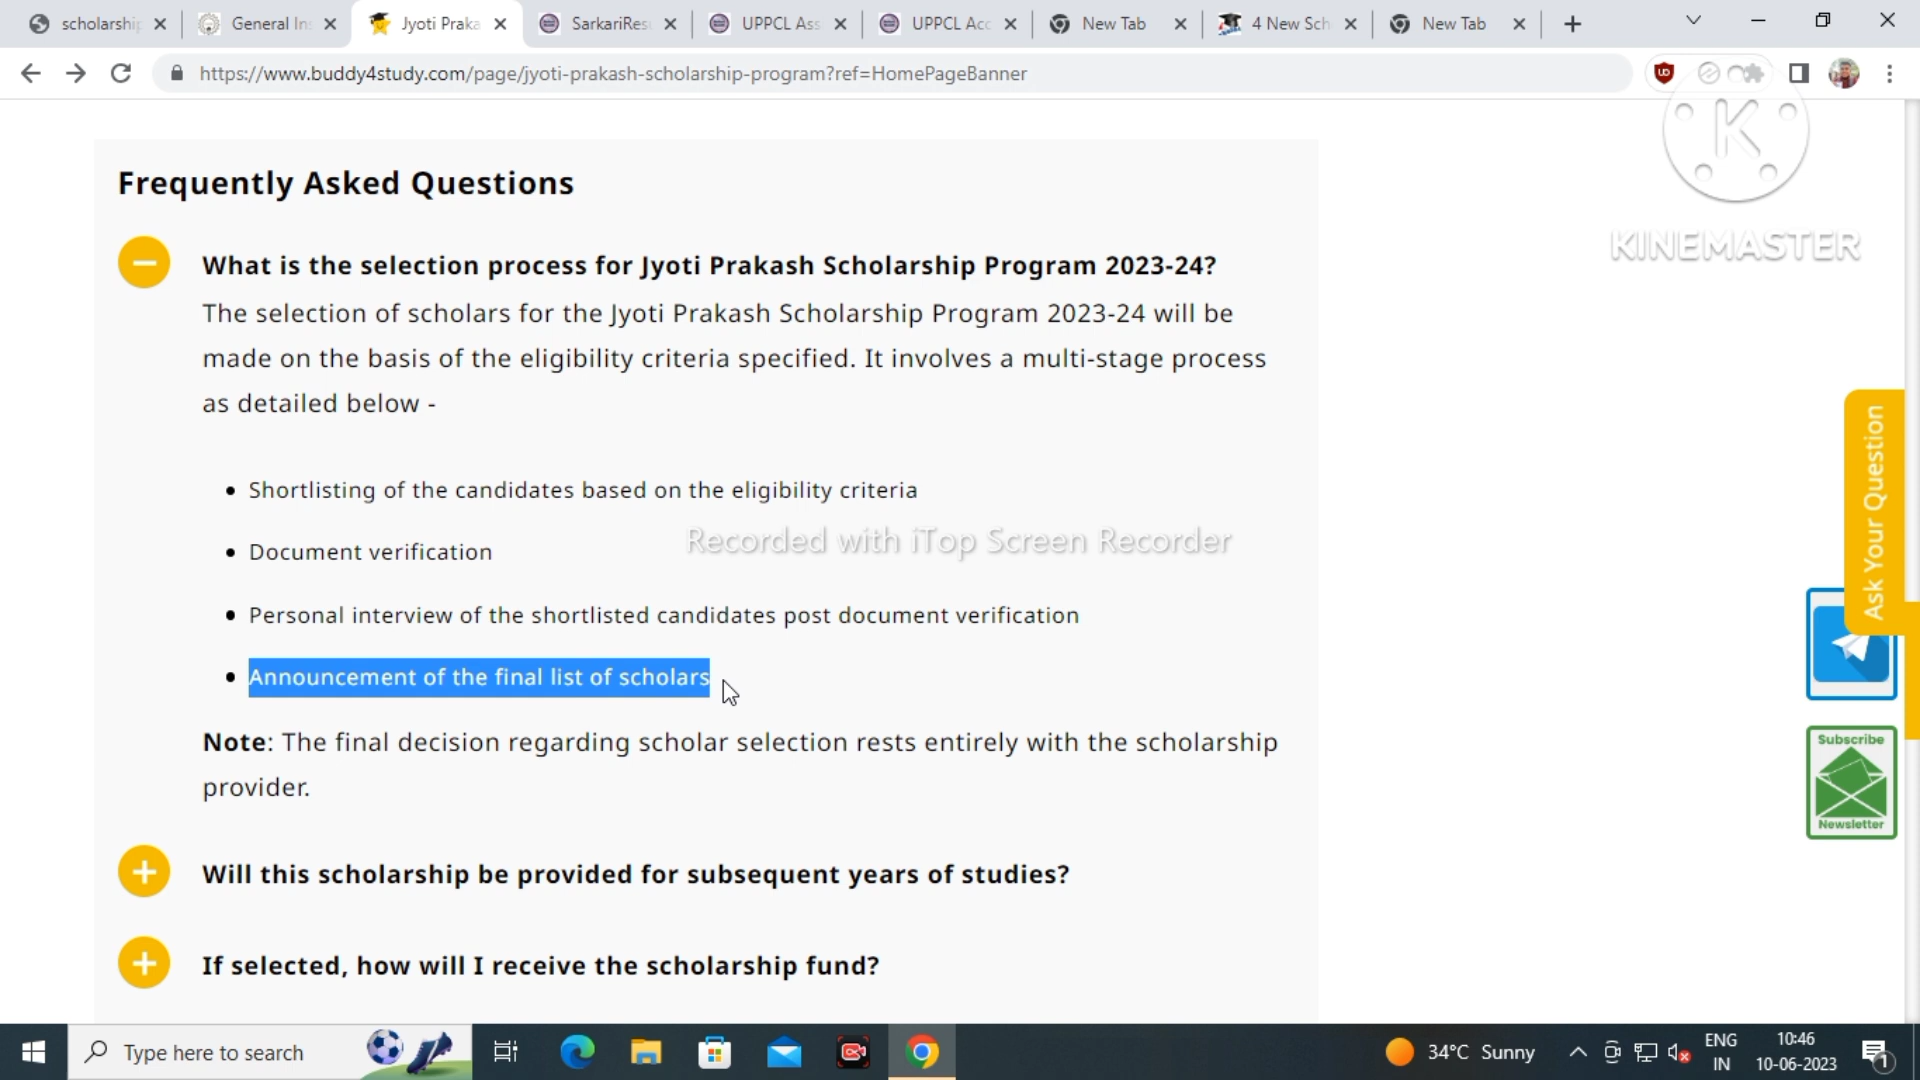 scholarship
General In
Jyoti Praka
SarkariRes
UPPCL Ass
UPPCL Acc
New Tab
4 New Sch
New Tab
https://www.buddy4study.com/page/jyoti-prakash-scholarship-program?ref=HomePageBanner
K
KINEMASTER
Frequently Asked Questions
What is the selection process for Jyoti Prakash Scholarship Program 2023-24?
The selection of scholars for the Jyoti Prakash Scholarship Program 2023-24 will be
made on the basis of the eligibility criteria specified. It involves a multi-stage process
as detailed below -
Shortlisting of the candidates based on the eligibility criteria
Recorded with iTop Screen Recorder
Document verification
Personal interview of the shortlisted candidates post document verification
Announcement of the final list of scholars
Note: The final decision regarding scholar selection rests entirely with the scholarship
provider.
Will this scholarship be provided for subsequent years of studies?
If selected, how will I receive the scholarship fund?
Ask Your Question
Subscribe
Newsletter
Type here to search
34°C Sunny
ENG
IN
10:46
10-06-2023
1